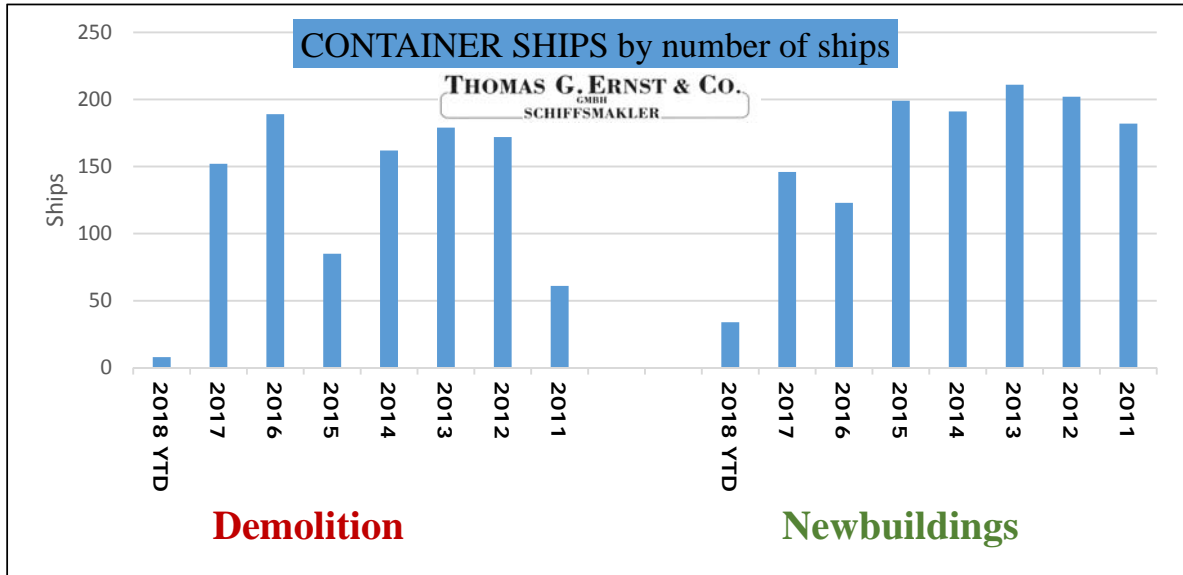 CONTAINER SHIPS by number of ships
THOMAS G. ERNST & CO.
GMBH
SCHIFFSMAKLER
Ships
250
200
150
100
50
0
2018 YTD
2017
2016
2015
2014
2013
2012
2011
2018 YTD
2017
2016
2015
2014
2013
2012
2011
Demolition
Newbuildings